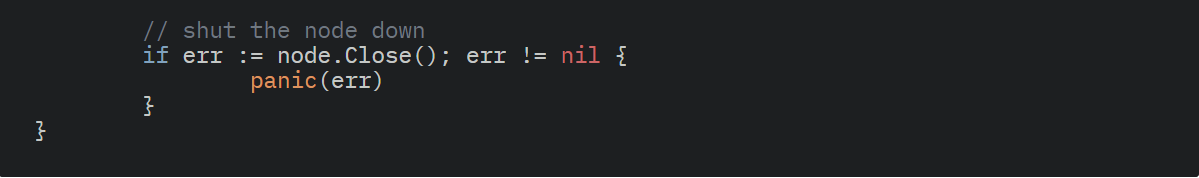 // shut the node down
if err := node.Close(); err != nil {
panic(err)
}
}